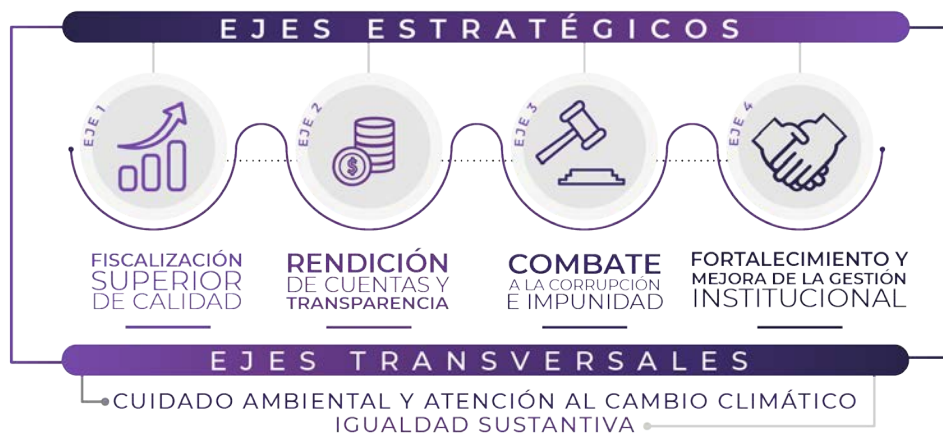 EJES ESTRATÉGICOS
EJE 1
EJE 2
EJE 3
EJE 4
$
FISCALIZACIÓN
SUPERIOR
DE CALIDAD
RENDICIÓN
DE CUENTAS Y
TRANSPARENCIA
COMBATE
A LA CORRUPCIÓN
E IMPUNIDAD
FORTALECIMIENTO Y
MEJORA DE LA GESTIÓN
INSTITUCIONAL
EJES TRANSVERSALES
CUIDADO AMBIENTAL Y ATENCIÓN AL CAMBIO CLIMÁTICO
IGUALDAD SUSTANTIVA